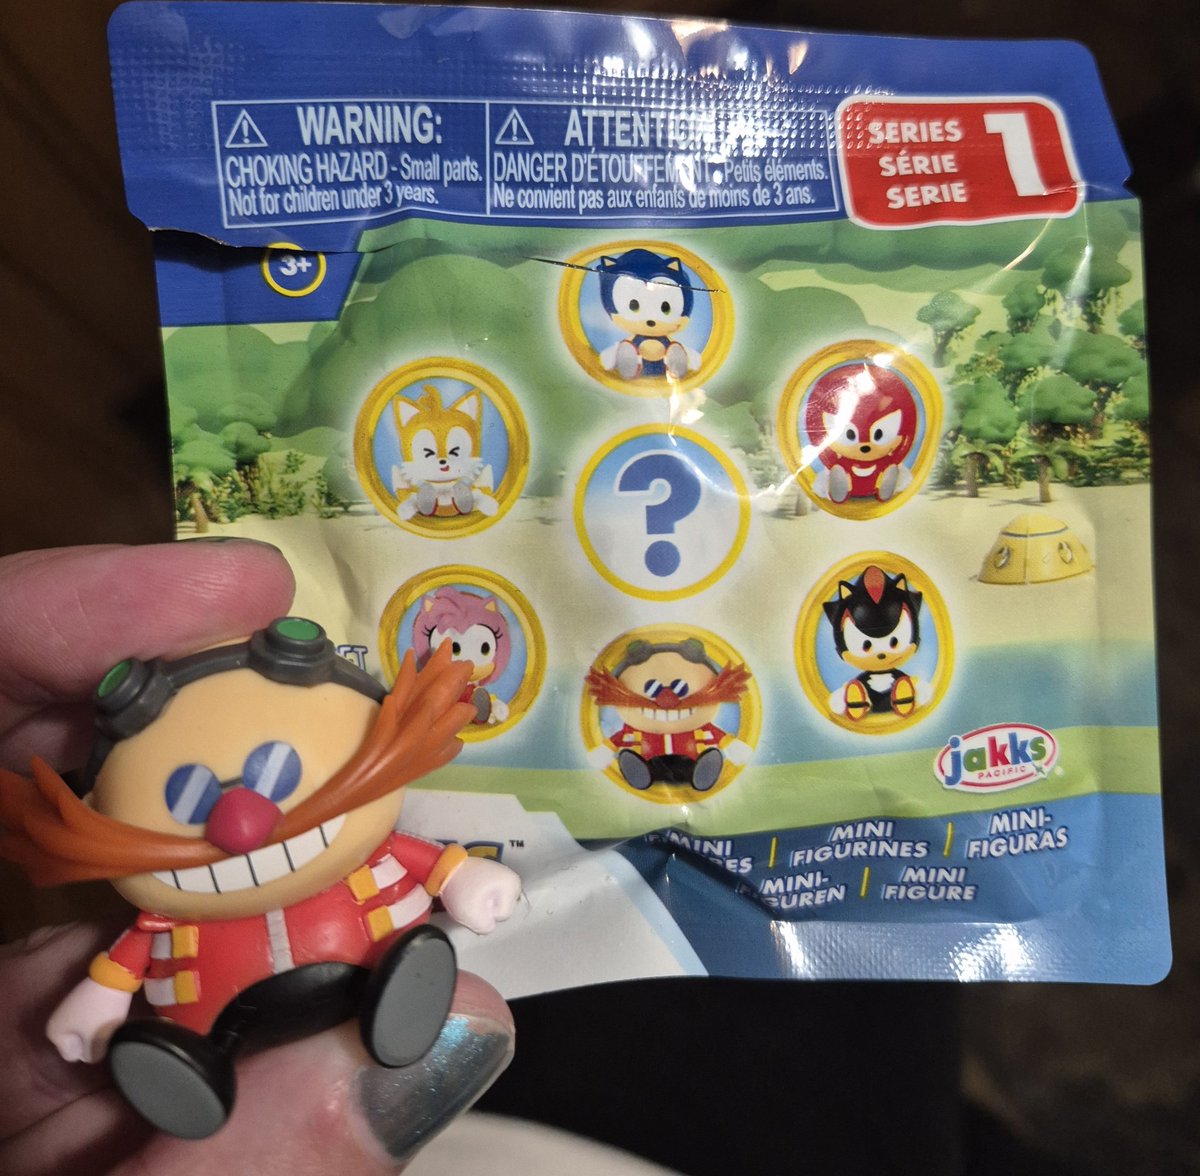 WARNING:
CHOKING HAZARD - Small parts.
Not for children under 3 years.
ATTENTION
DANGER D'ÉTOUFFEMENT. Petits éléments.
Ne convient pas aux enfants de moins de 3 ans.
SERIES
SÉRIE
SERIE
1
3+
?
jakks
PACIFIC
™
MINI
MINI
FIGURINES
MINI-
FIGURAS
MINI-
MINI
FIGURE